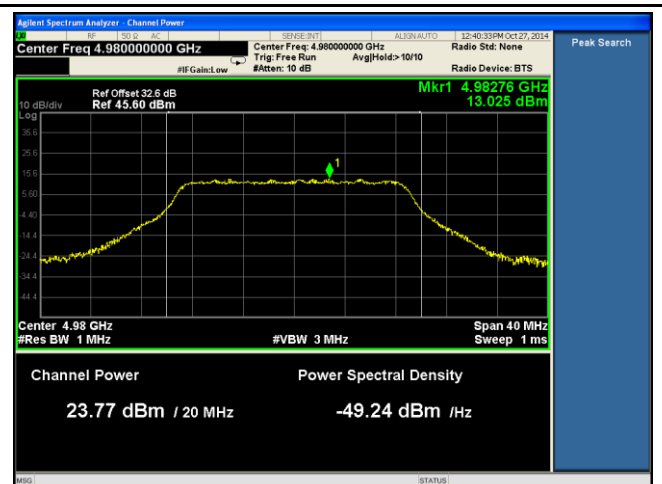 Agilent Spectrum Analyzer - Channel Power
RF 50 Ω AC SENSE:INT ALIGN AUTO 12:40:33PM Oct 27, 2014
Center Freq 4.980000000 GHz Center Freq: 4.980000000 GHz Radio Std: None Peak Search
Trig: Free Run Avg|Hold:> 10/10
#IFGain:Low #Atten: 10 dB Radio Device: BTS
Ref Offset 32.6 dB Mkr1 4.98276 GHz
10 dB/div Ref 45.60 dBm 13.025 dBm
Log
35.6
25.6
1
15.6
5.60
-4.40
-14.4
-24.4
-34.4
-44.4
Center 4.98 GHz Span 40 MHz
#Res BW 1 MHz #VBW 3 MHz Sweep 1 ms
Channel Power Power Spectral Density
23.77 dBm / 20 MHz -49.24 dBm /Hz
MSG STATUS